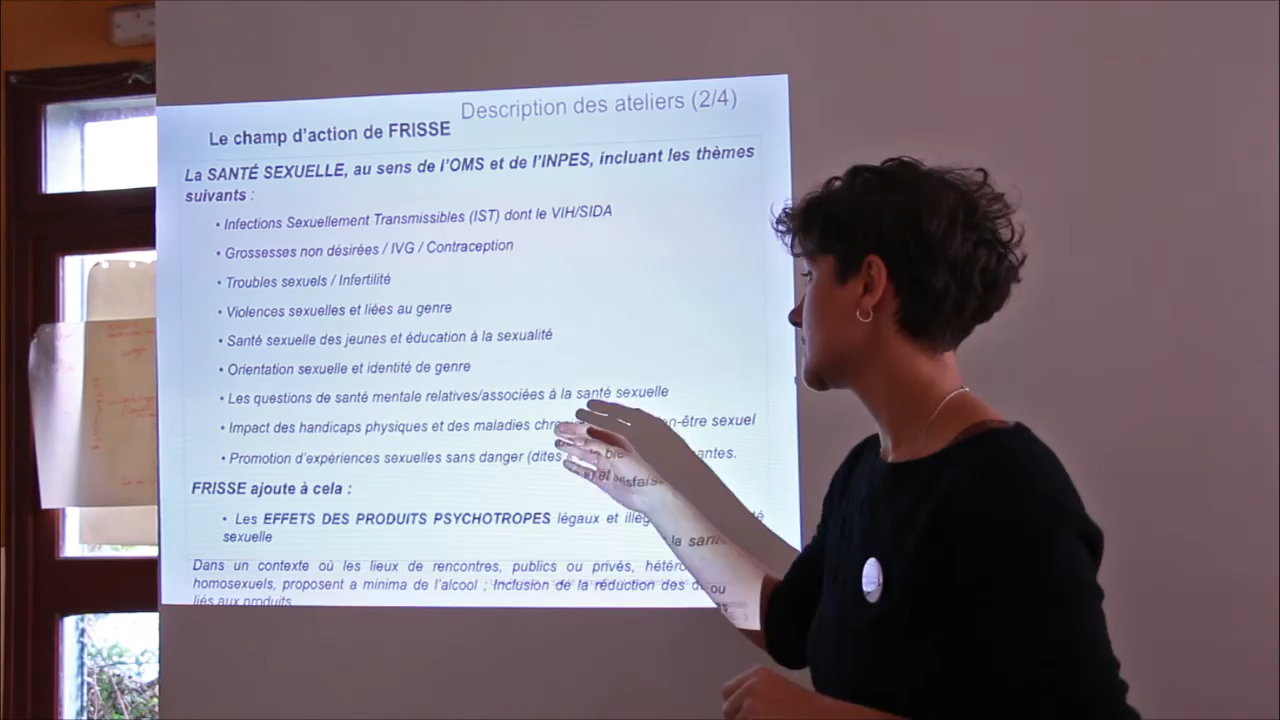 Description des ateliers (2/4)
Le champ d'action de FRISSE
La SANTÉ SEXUELLE, au sens de l'OMS et de l'INPES, incluant les thèmes
suivants :
• Infections Sexuellement Transmissibles (IST) dont le VIH/SIDA
• Grossesses non désirées / IVG / Contraception
• Troubles sexuels / Infertilité
• Violences sexuelles et liées au genre
• Santé sexuelle des jeunes et éducation à la sexualité
• Orientation sexuelle et identité de genre
• Les questions de santé mentale relatives/associées à la santé sexuelle
• Impact des handicaps physiques et des maladies sexuel
• Promotion d'expériences sexuelles sans danger (dites
FRISSE ajoute à cela :
• Les EFFETS DES PRODUITS PSYCHOTROPES légaux et la
sexuelle
Dans un contexte où les lieux de rencontres, publics ou privés,
homosexuels, proposent a minima de l'alcool ; Inclusion de la réduction des ou
liés aux produits